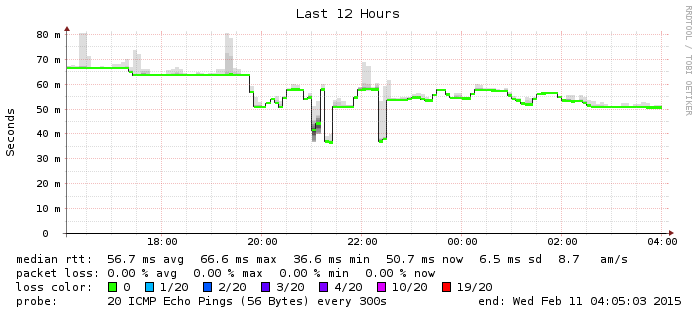 Last 12 Hours
RRDTOOL / TOBI OETIKER
Seconds
80 m
70 m
60 m
50 m
40 m
30 m
20 m
10 m
0
18:00 20:00 22:00 00:00 02:00 04:00
median rtt: 56.7 ms avg 66.6 ms max 36.6 ms min 50.7 ms now 6.5 ms sd 8.7 am/s
packet loss: 0.00 % avg 0.00 % max 0.00 % min 0.00 % now
loss color: 0 1/20 2/20 3/20 4/20 10/20 19/20
probe: 20 ICMP Echo Pings (56 Bytes) every 300s end: Wed Feb 11 04:05:03 2015